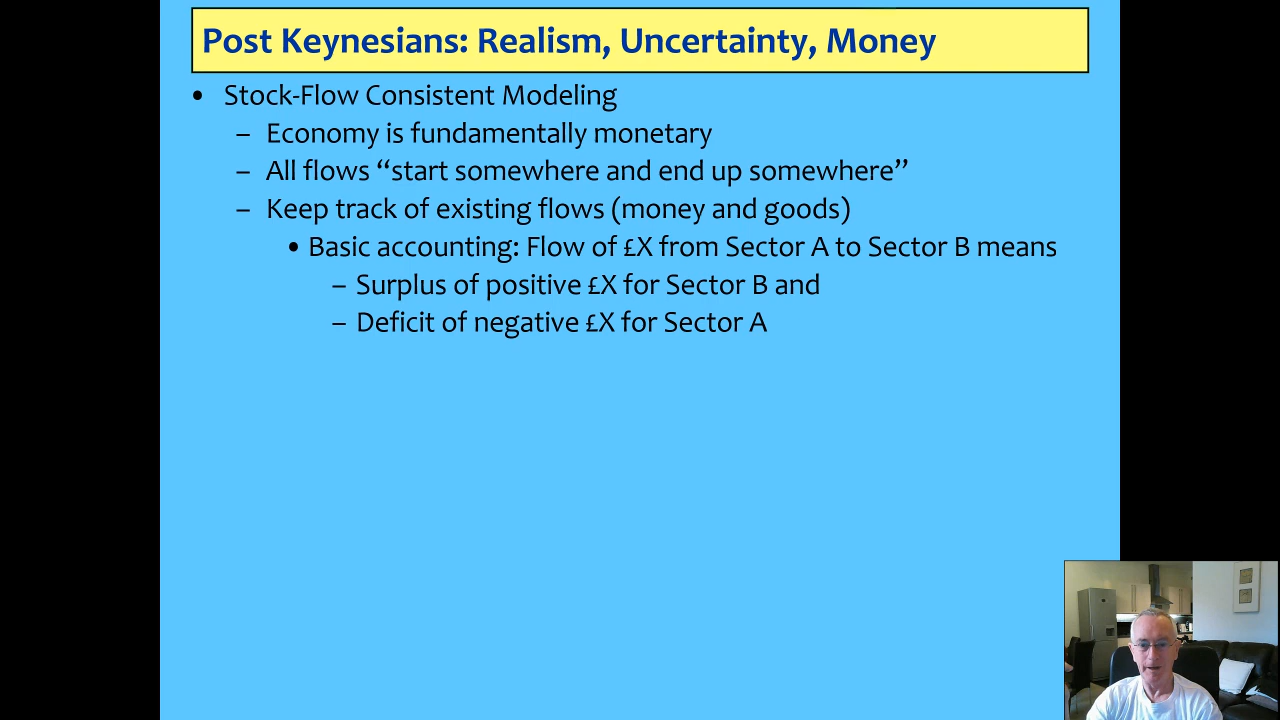 Post Keynesians: Realism, Uncertainty, Money
• Stock-Flow Consistent Modeling
– Economy is fundamentally monetary
– All flows “start somewhere and end up somewhere”
– Keep track of existing flows (money and goods)
• Basic accounting: Flow of £X from Sector A to Sector B means
– Surplus of positive £X for Sector B and
– Deficit of negative £X for Sector A